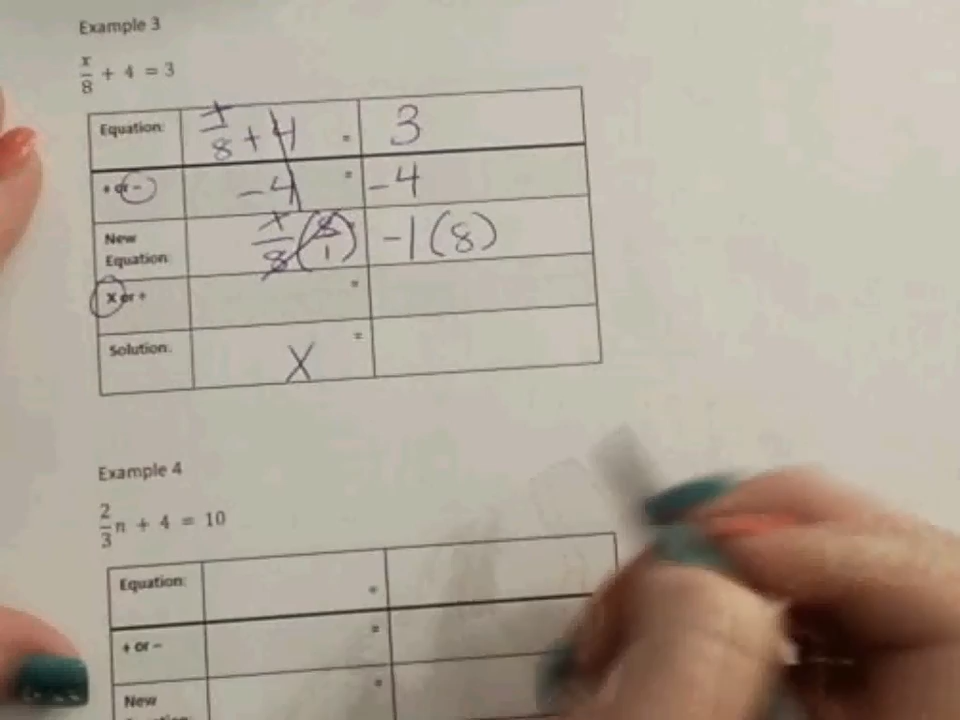 Example 3
x/8 + 4 = 3
Equation: x/8 + 4 = 3
+ or - -4 = -4
New Equation: x/8 (8/1) = -1(8)
X or ÷ =
Solution: X =
Example 4
2/3 n + 4 = 10
Equation: =
+ or - =
New =